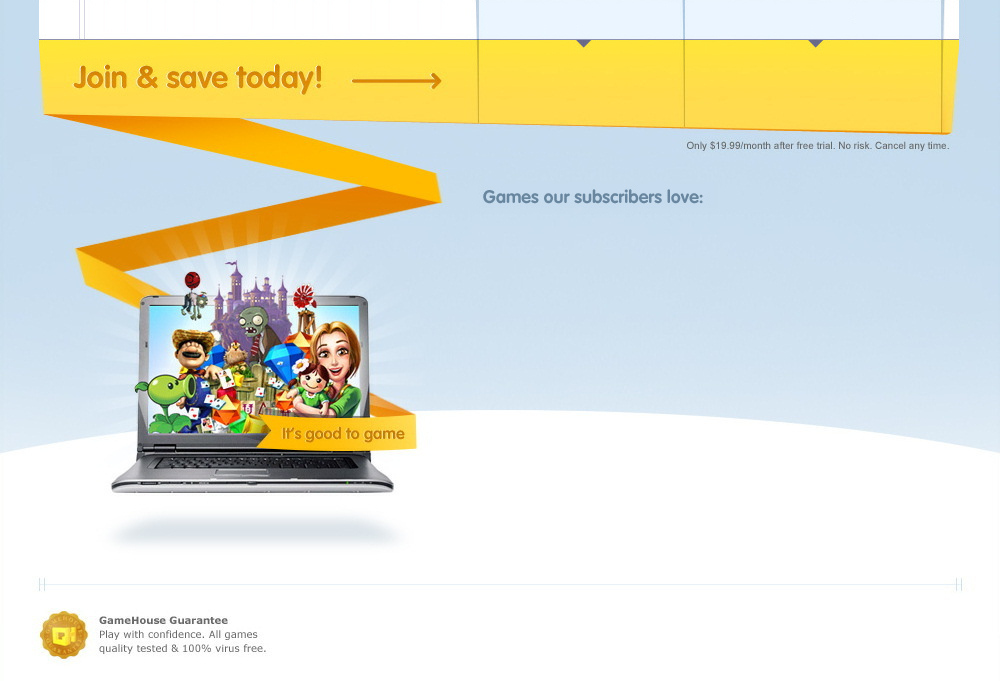 Join & save today!
Only $19.99/month after free trial. No risk. Cancel any time.
Games our subscribers love:
It's good to game
GameHouse Guarantee
Play with confidence. All games
quality tested & 100% virus free.